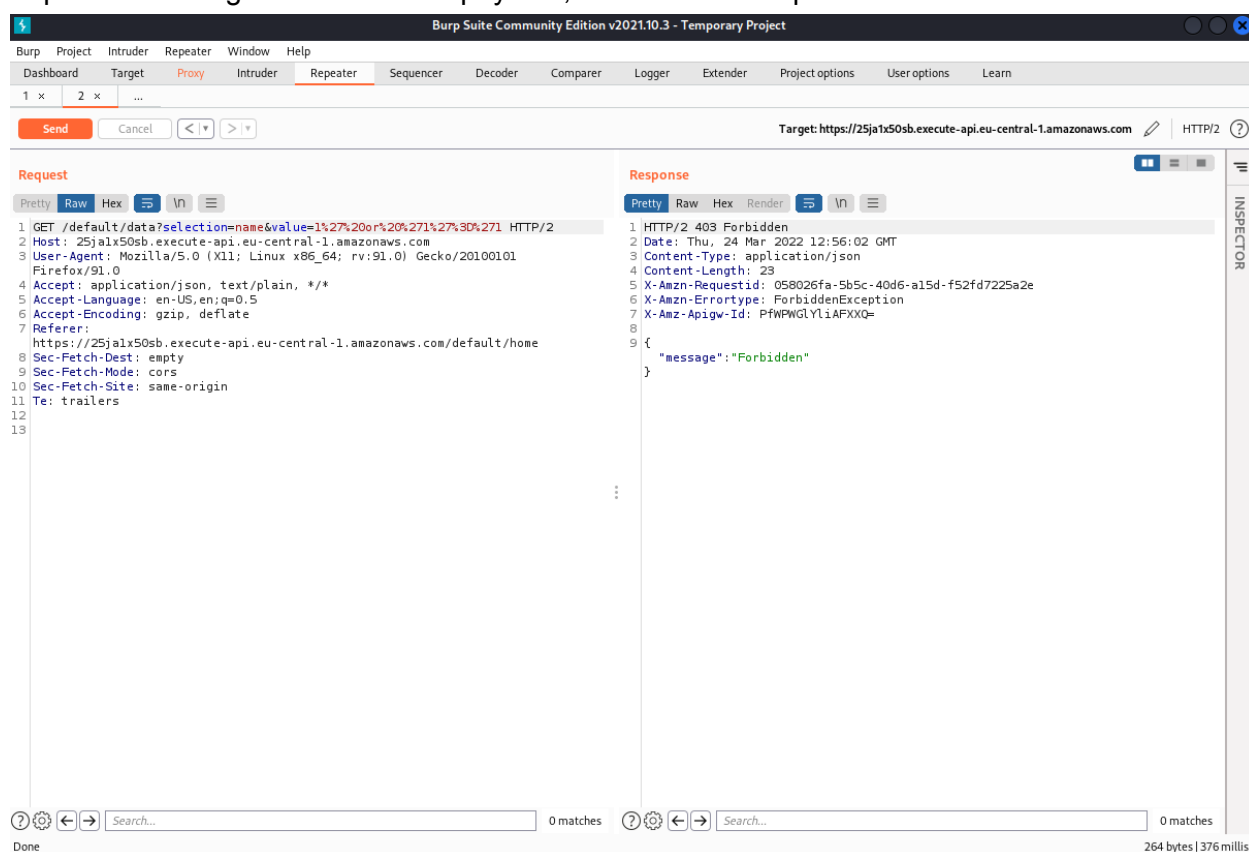 Burp Suite Community Edition v2021.10.3 - Temporary Project
Burp Project Intruder Repeater Window Help
Dashboard Target Proxy Intruder Repeater Sequencer Decoder Comparer Logger Extender Project options User options Learn
1 × 2 × ...
Send Cancel < > Target: https://25ja1x50sb.execute-api.eu-central-1.amazonaws.com HTTP/2 ?
Request
Pretty Raw Hex \n
1 GET /default/data?selection=name&value=1%27%20or%20%271%27%3D%271 HTTP/2
2 Host: 25ja1x50sb.execute-api.eu-central-1.amazonaws.com
3 User-Agent: Mozilla/5.0 (X11; Linux x86_64; rv:91.0) Gecko/20100101
Firefox/91.0
4 Accept: application/json, text/plain, */*
5 Accept-Language: en-US,en;q=0.5
6 Accept-Encoding: gzip, deflate
7 Referer:
https://25ja1x50sb.execute-api.eu-central-1.amazonaws.com/default/home
8 Sec-Fetch-Dest: empty
9 Sec-Fetch-Mode: cors
10 Sec-Fetch-Site: same-origin
11 Te: trailers
12
13
Response
Pretty Raw Hex Render \n
1 HTTP/2 403 Forbidden
2 Date: Thu, 24 Mar 2022 12:56:02 GMT
3 Content-Type: application/json
4 Content-Length: 23
5 X-Amzn-Requestid: 058026fa-5b5c-40d6-a15d-f52fd7225a2e
6 X-Amzn-Errortype: ForbiddenException
7 X-Amz-Apigw-Id: PfWPWGlYliAFXXQ=
8
9 {
"message":"Forbidden"
}
INSPECTOR
Search... 0 matches
Search... 0 matches
Done 264 bytes | 376 millis